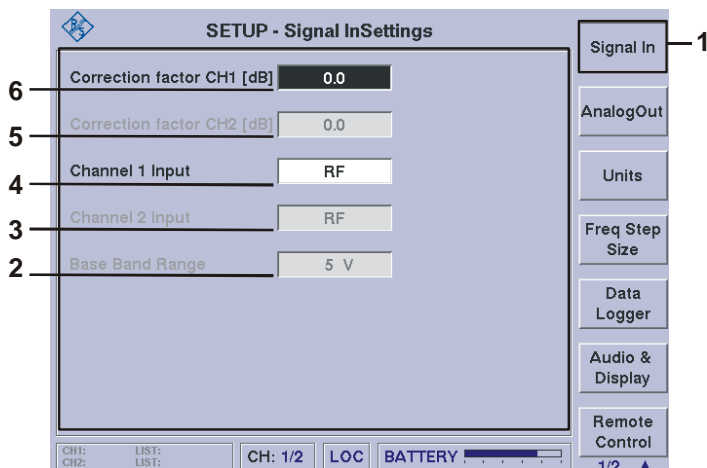 R/S
SETUP - Signal InSettings
Signal In
1
Correction factor CH1 [dB] 0.0
6
AnalogOut
Correction factor CH2 [dB] 0.0
5
Channel 1 Input RF
4
Units
Channel 2 Input RF
3
Freq Step
Size
Base Band Range 5 V
2
Data
Logger
Audio &
Display
Remote
Control
CH1: LIST:
CH2: LIST:
CH: 1/2
LOC
BATTERY
1/2